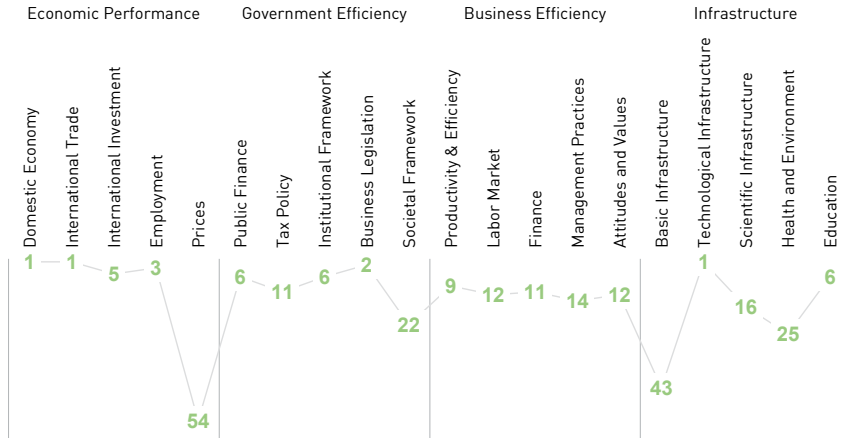 Economic Performance
Government Efficiency
Business Efficiency
Infrastructure
Domestic Economy
International Trade
International Investment
Employment
Prices
Public Finance
Tax Policy
Institutional Framework
Business Legislation
Societal Framework
Productivity & Efficiency
Labor Market
Finance
Management Practices
Attitudes and Values
Basic Infrastructure
Technological Infrastructure
Scientific Infrastructure
Health and Environment
Education
1
1
5
3
54
6
11
6
2
22
9
12
11
14
12
43
1
16
25
6